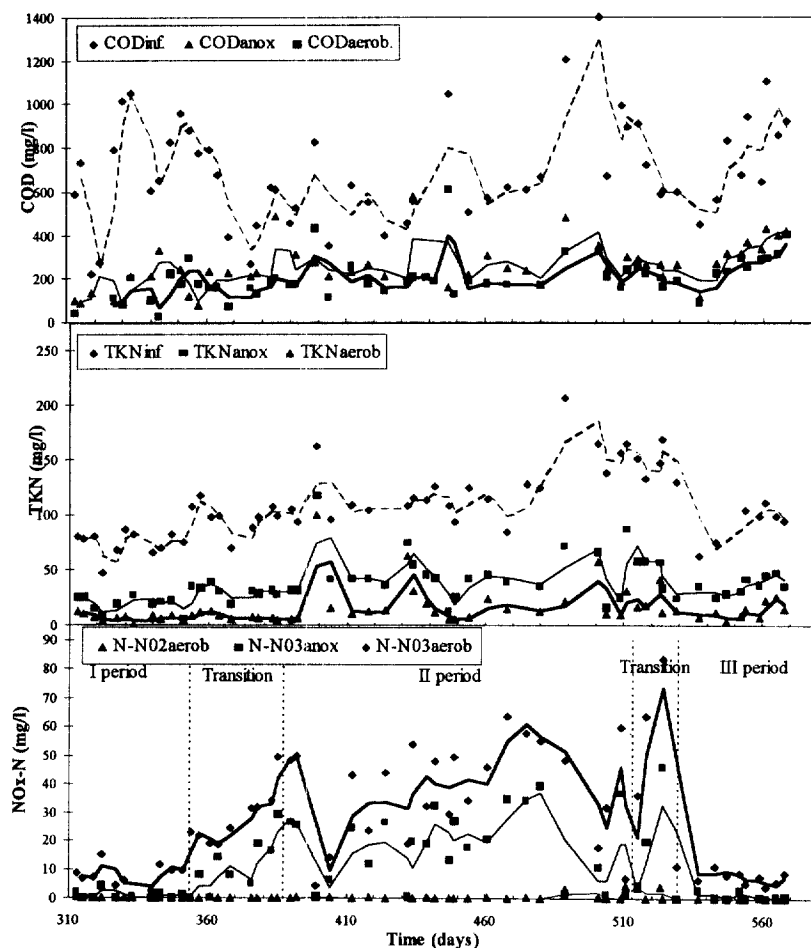 1400
1200
1000
800
600
400
200
0
COD (mg/l)
CODinf. CODanox CODaerob.
250
200
150
100
50
0
TKN (mg/l)
TKNinf TKNanox TKNaerob
90
80
70
60
50
40
30
20
10
0
NOx-N (mg/l)
N-N02aerob N-N03anox N-N03aerob
I period Transition II period Transition III period
310 360 410 460 510 560
Time (days)